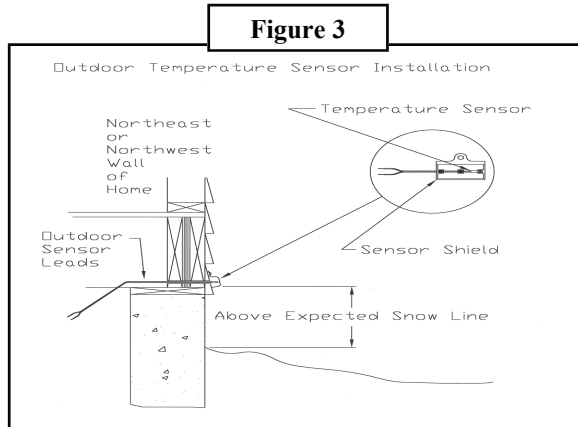 Figure 3
Outdoor Temperature Sensor Installation
Temperature Sensor
Northeast
or
Northwest
Wall
of
Home
Outdoor
Sensor
Leads
Sensor Shield
Above Expected Snow Line